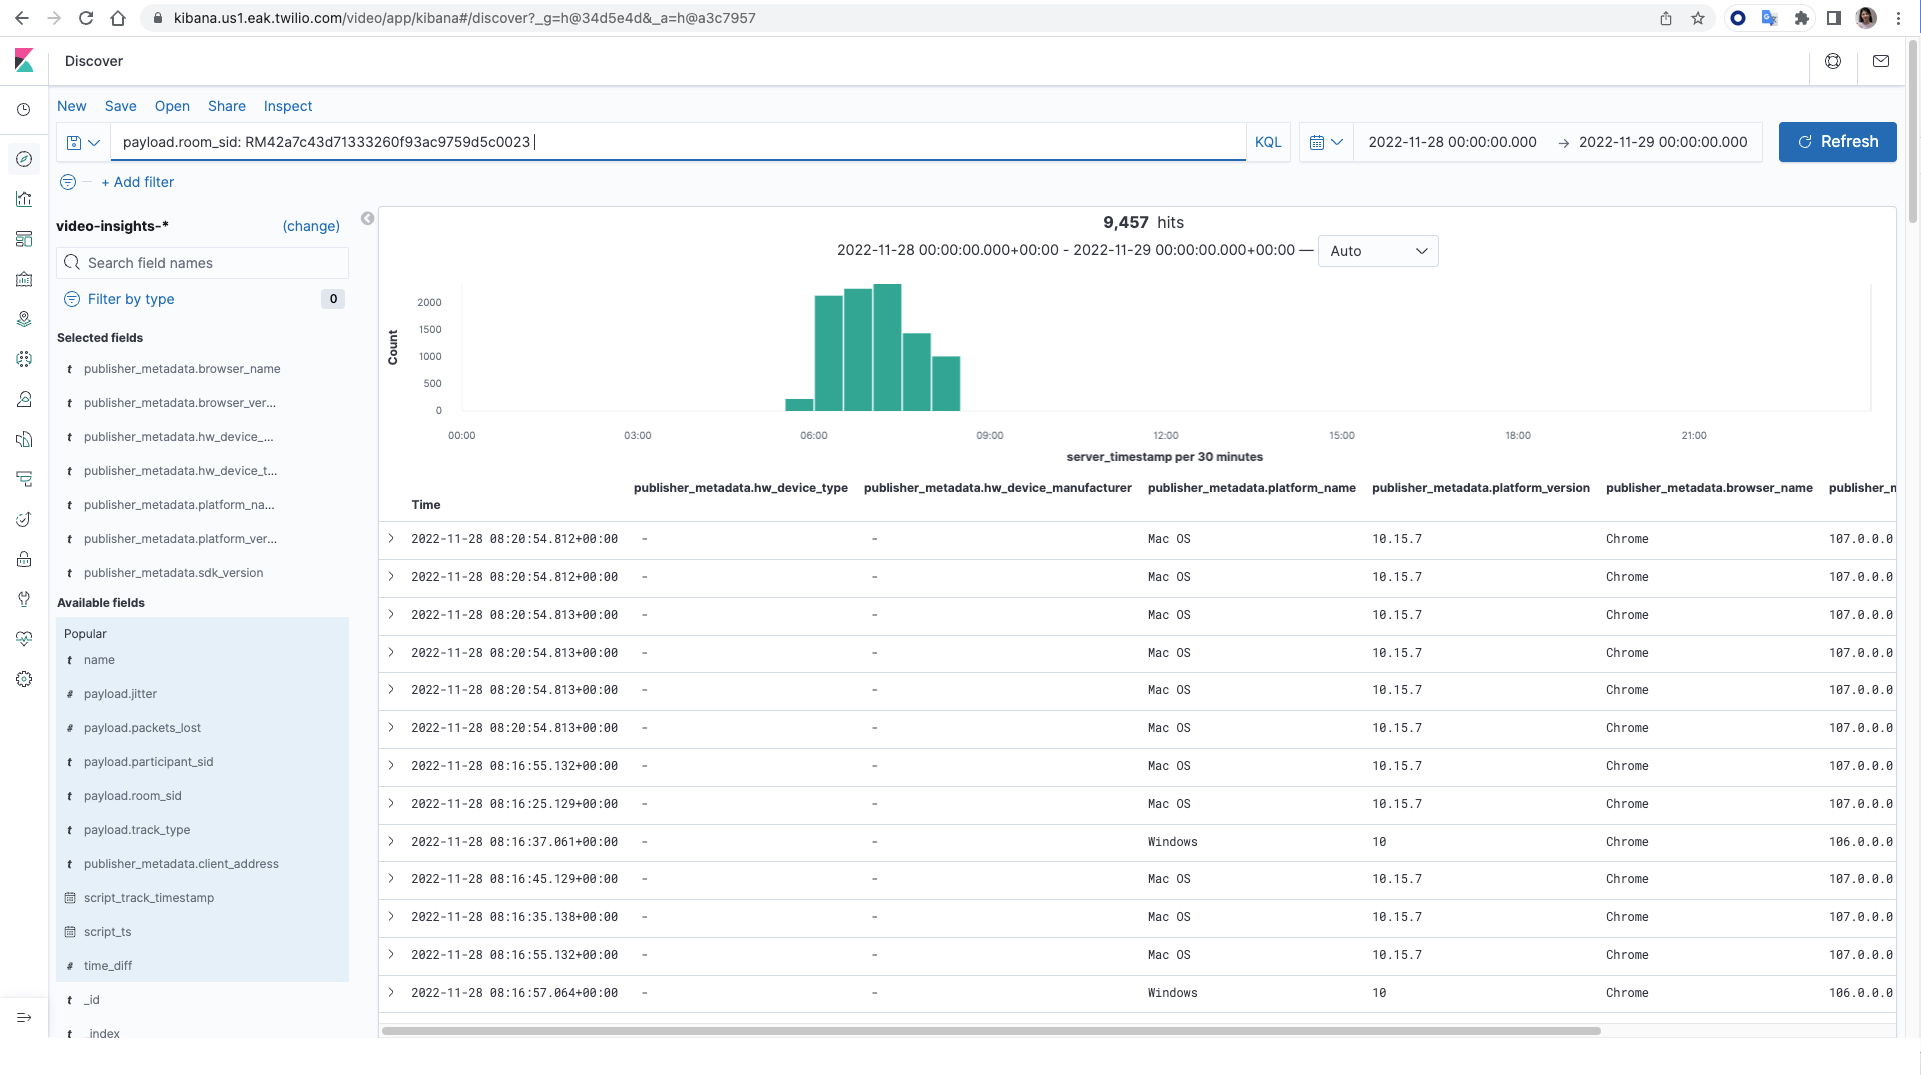 kibana.us1.eak.twilio.com/video/app/kibana#/discover?_g=h@34d5e4d&_a=h@a3c7957
Discover
New Save Open Share Inspect
payload.room_sid: RM42a7c43d71333260f93ac9759d5c0023
KQL
2022-11-28 00:00:00.000 → 2022-11-29 00:00:00.000
Refresh
+ Add filter
video-insights-* (change)
Search field names
Filter by type 0
Selected fields
t publisher_metadata.browser_name
t publisher_metadata.browser_ver...
t publisher_metadata.hw_device_...
t publisher_metadata.hw_device_t...
t publisher_metadata.platform_na...
t publisher_metadata.platform_ver...
t publisher_metadata.sdk_version
Available fields
Popular
t name
# payload.jitter
# payload.packets_lost
t payload.participant_sid
t payload.room_sid
t payload.track_type
t publisher_metadata.client_address
script_track_timestamp
script_ts
# time_diff
t _id
t _index
9,457 hits
2022-11-28 00:00:00.000+00:00 - 2022-11-29 00:00:00.000+00:00 — Auto
Count
2000
1500
1000
500
0
00:00 03:00 06:00 09:00 12:00 15:00 18:00 21:00
server_timestamp per 30 minutes
Time publisher_metadata.hw_device_type publisher_metadata.hw_device_manufacturer publisher_metadata.platform_name publisher_metadata.platform_version publisher_metadata.browser_name publisher_m
2022-11-28 08:20:54.812+00:00 - - Mac OS 10.15.7 Chrome 107.0.0.0
2022-11-28 08:20:54.812+00:00 - - Mac OS 10.15.7 Chrome 107.0.0.0
2022-11-28 08:20:54.813+00:00 - - Mac OS 10.15.7 Chrome 107.0.0.0
2022-11-28 08:20:54.813+00:00 - - Mac OS 10.15.7 Chrome 107.0.0.0
2022-11-28 08:20:54.813+00:00 - - Mac OS 10.15.7 Chrome 107.0.0.0
2022-11-28 08:20:54.813+00:00 - - Mac OS 10.15.7 Chrome 107.0.0.0
2022-11-28 08:16:55.132+00:00 - - Mac OS 10.15.7 Chrome 107.0.0.0
2022-11-28 08:16:25.129+00:00 - - Mac OS 10.15.7 Chrome 107.0.0.0
2022-11-28 08:16:37.061+00:00 - - Windows 10 Chrome 106.0.0.0
2022-11-28 08:16:45.129+00:00 - - Mac OS 10.15.7 Chrome 107.0.0.0
2022-11-28 08:16:35.138+00:00 - - Mac OS 10.15.7 Chrome 107.0.0.0
2022-11-28 08:16:55.132+00:00 - - Mac OS 10.15.7 Chrome 107.0.0.0
2022-11-28 08:16:57.064+00:00 - - Windows 10 Chrome 106.0.0.0